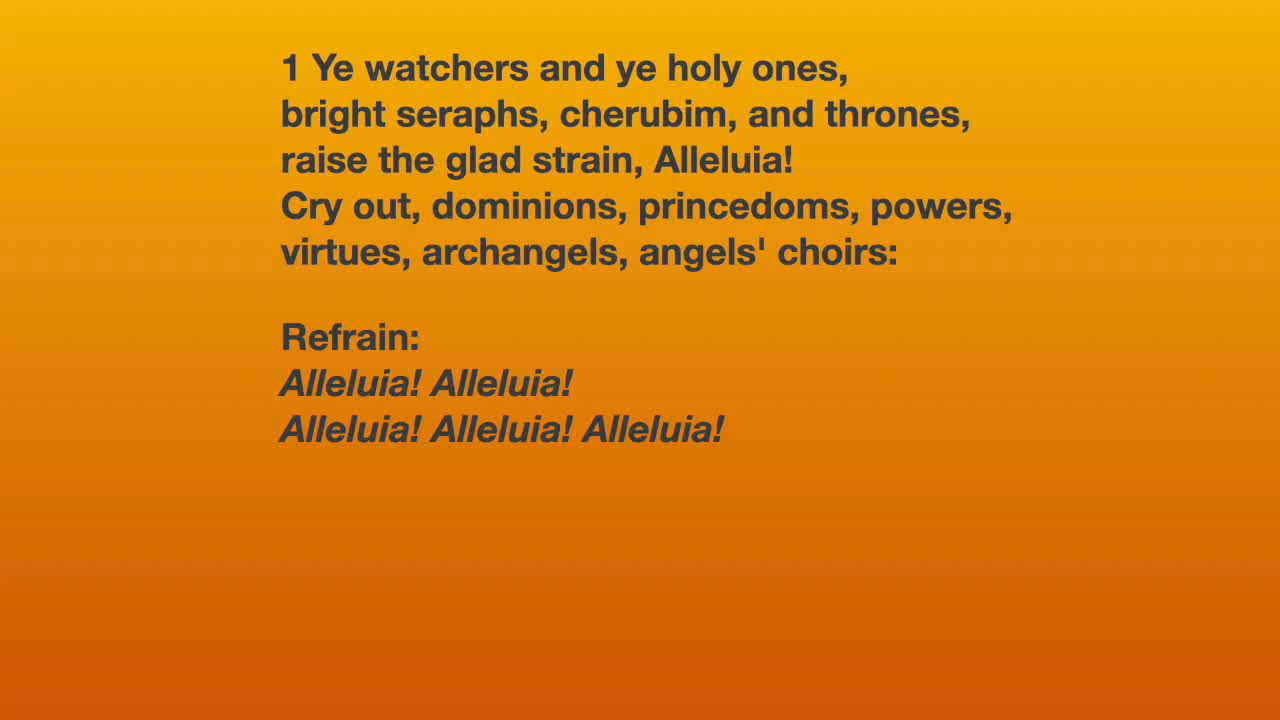 1 Ye watchers and ye holy ones,
bright seraphs, cherubim, and thrones,
raise the glad strain, Alleluia!
Cry out, dominions, princedoms, powers,
virtues, archangels, angels' choirs:
Refrain:
Alleluia! Alleluia!
Alleluia! Alleluia! Alleluia!